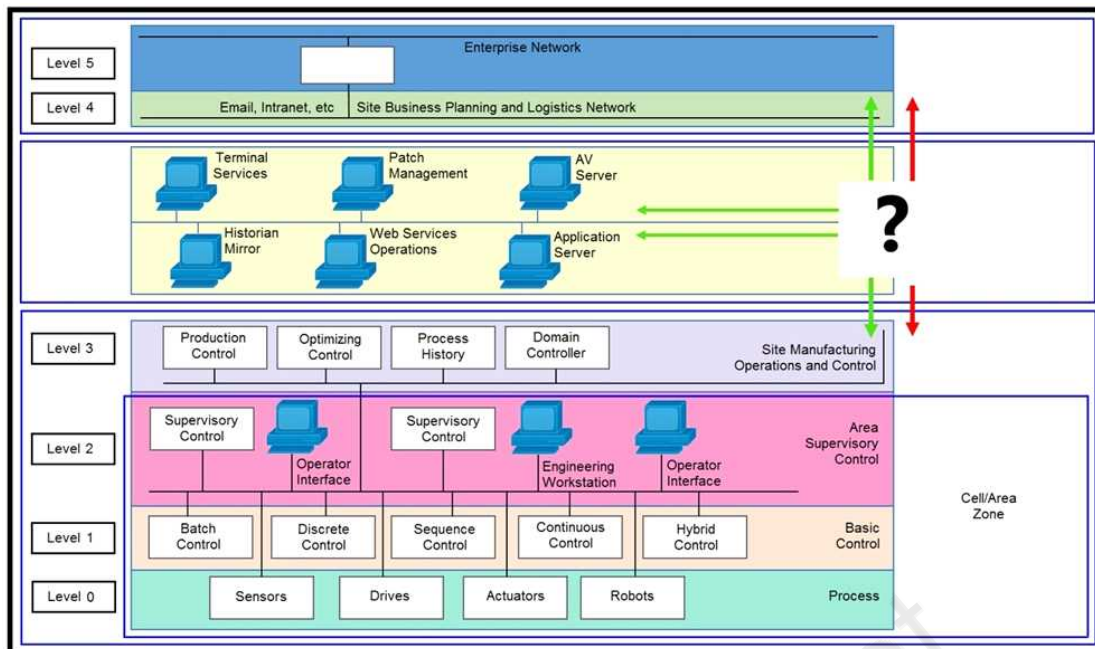 Level 5
Enterprise Network
Level 4
Email, Intranet, etc
Site Business Planning and Logistics Network
Terminal
Services
Patch
Management
AV
Server
Historian
Mirror
Web Services
Operations
Application
Server
?
Level 3
Production
Control
Optimizing
Control
Process
History
Domain
Controller
Site Manufacturing
Operations and Control
Level 2
Supervisory
Control
Operator
Interface
Supervisory
Control
Engineering
Workstation
Operator
Interface
Area
Supervisory
Control
Cell/Area
Zone
Level 1
Batch
Control
Discrete
Control
Sequence
Control
Continuous
Control
Hybrid
Control
Basic
Control
Level 0
Sensors
Drives
Actuators
Robots
Process